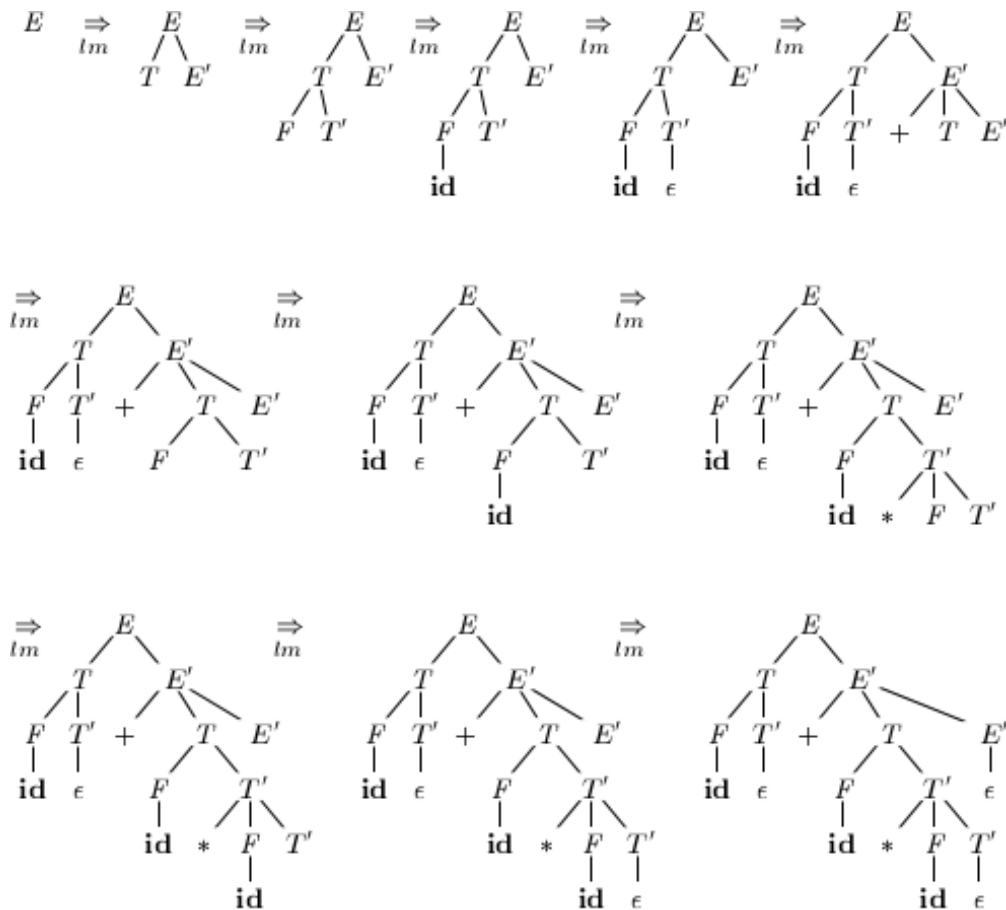 E ⇒ E ⇒ E ⇒ E ⇒ E ⇒ E
lm lm lm lm lm
T E′ T E′ T E′ T E′ T E′
F T′ F T′ F T′ F T′ + T E′
id id ϵ id ϵ
⇒ E ⇒ E ⇒ E
lm lm lm
T E′ T E′ T E′
F T′ + T E′ F T′ + T E′ F T′ + T E′
id ϵ F T′ id ϵ F T′ id ϵ F T′
id id * F T′
⇒ E ⇒ E ⇒ E
lm lm lm
T E′ T E′ T E′
F T′ + T E′ F T′ + T E′ F T′ + T E′
id ϵ F T′ id ϵ F T′ id ϵ F T′ ϵ
id * F T′ id * F T′ id * F T′
id id ϵ id ϵ